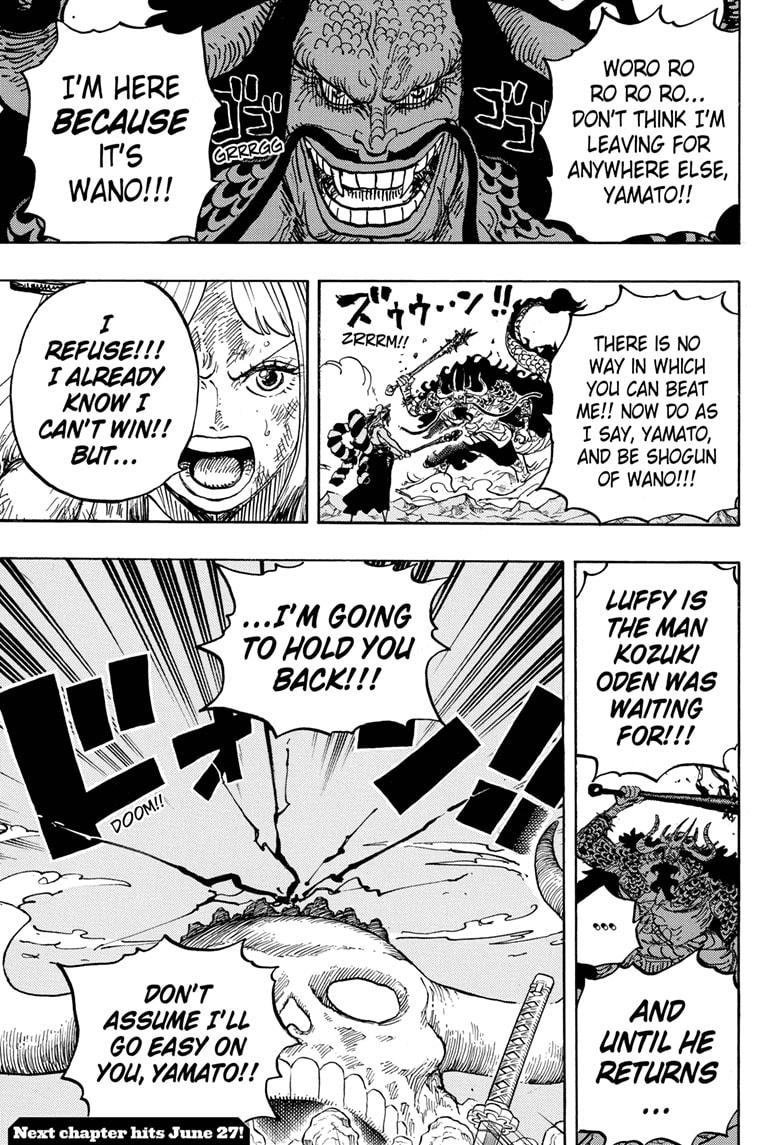 WORO RO
RO RO RO...
DON'T THINK I'M
LEAVING FOR
ANYWHERE ELSE,
YAMATO!!
ゴゴ
ゴゴ
GRRRGG
I'M HERE
BECAUSE
IT'S
WANO!!!
THERE IS NO
WAY IN WHICH
YOU CAN BEAT
ME!! NOW DO AS
I SAY, YAMATO,
AND BE SHOGUN
OF WANO!!!
ズゥゥ・・ン!!
ZRRRM!!
I
REFUSE!!!
I ALREADY
KNOW I
CAN'T WIN!!
BUT...
LUFFY IS
THE MAN
KOZUKI
ODEN WAS
WAITING
FOR!!!
...
AND
UNTIL HE
RETURNS
...
...I'M GOING
TO HOLD YOU
BACK!!!
ドォン!!
DOOM!!
DON'T
ASSUME I'LL
GO EASY ON
YOU, YAMATO!!
Next chapter hits June 27!